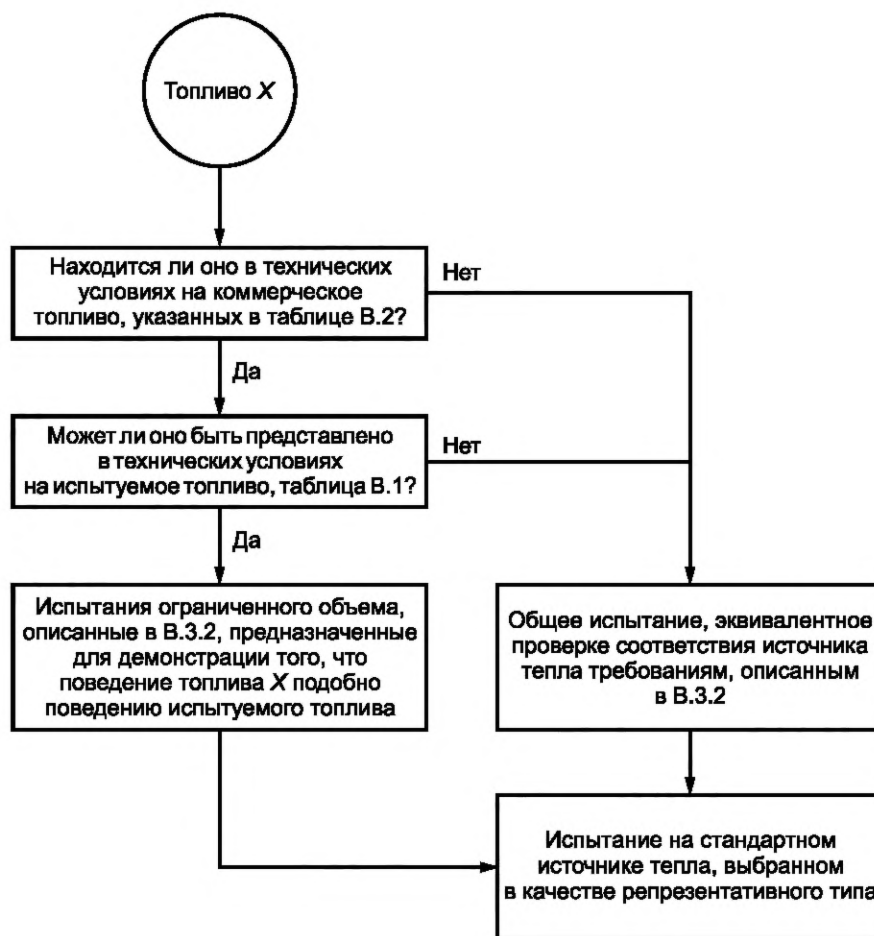 Топливо X
Находится ли оно в технических
условиях на коммерческое
топливо, указанных в таблице В.2?
Нет
Да
Может ли оно быть представлено
в технических условиях
на испытуемое топливо, таблица В.1?
Нет
Да
Испытания ограниченного объема,
описанные в В.3.2, предназначенные
для демонстрации того, что
поведение топлива X подобно
поведению испытуемого топлива
Общее испытание, эквивалентное
проверке соответствия источника
тепла требованиям, описанным
в В.3.2
Испытание на стандартном
источнике тепла, выбранном
в качестве репрезентативного типа